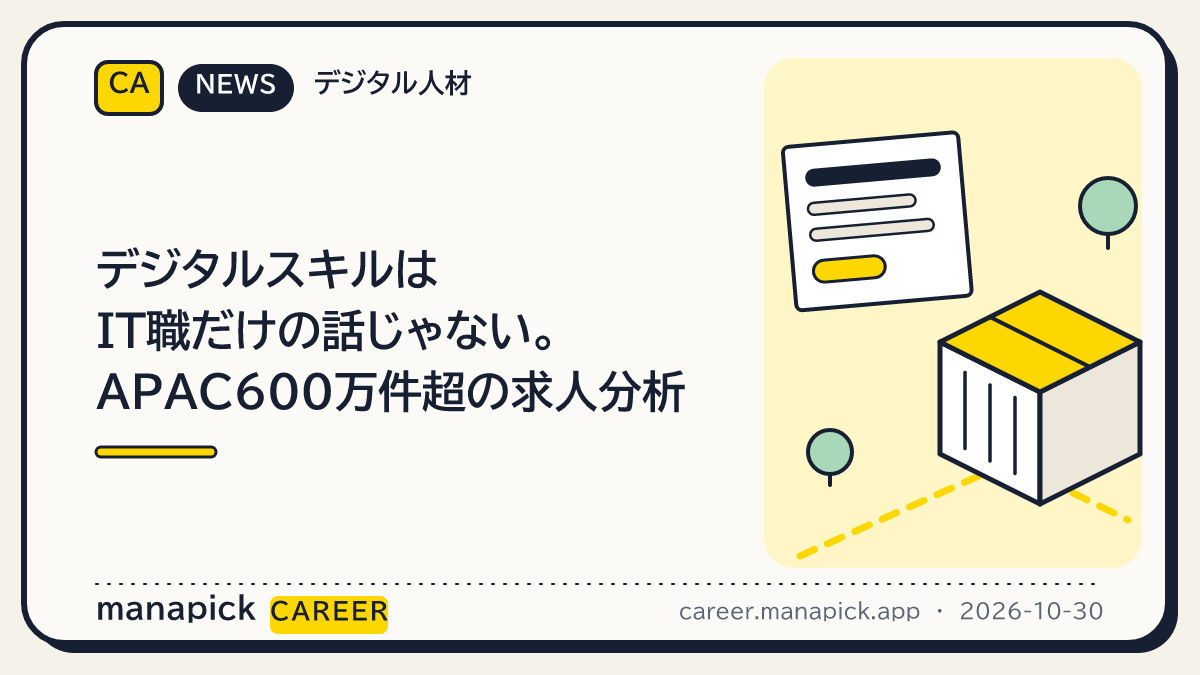 CA NEWS デジタル人材
デジタルスキルは
IT職だけの話じゃない。
APAC600万件超の求人分析
manapick CAREER
career.manapick.app ・ 2026-10-30